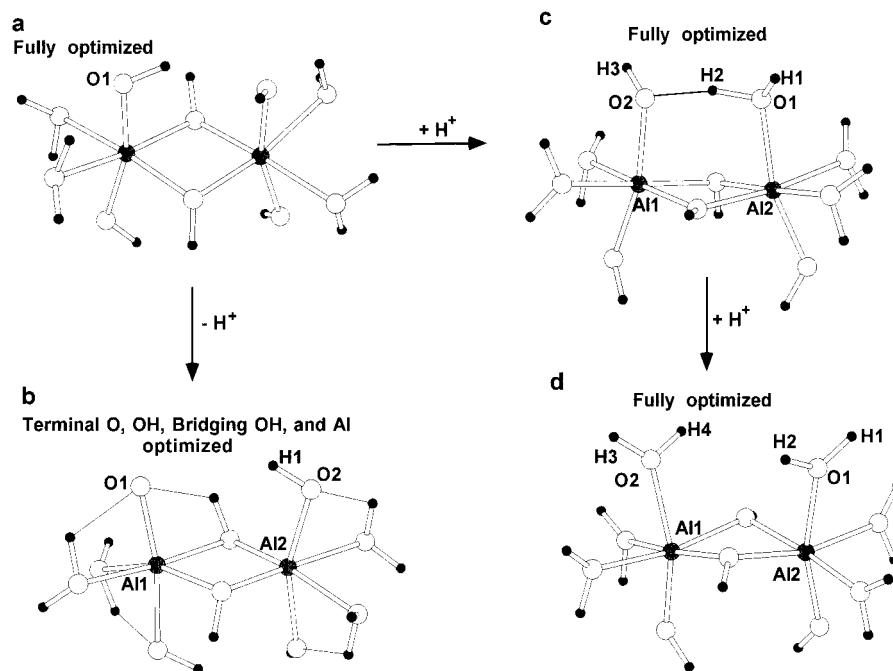 a
Fully optimized
O1
+ H+
- H+
c
Fully optimized
H3
H2
H1
O2
O1
Al1
Al2
+ H+
b
Terminal O, OH, Bridging OH, and Al
optimized
H1
O1
O2
Al2
Al1
d
Fully optimized
H4
H3
H2
H1
O2
O1
Al1
Al2